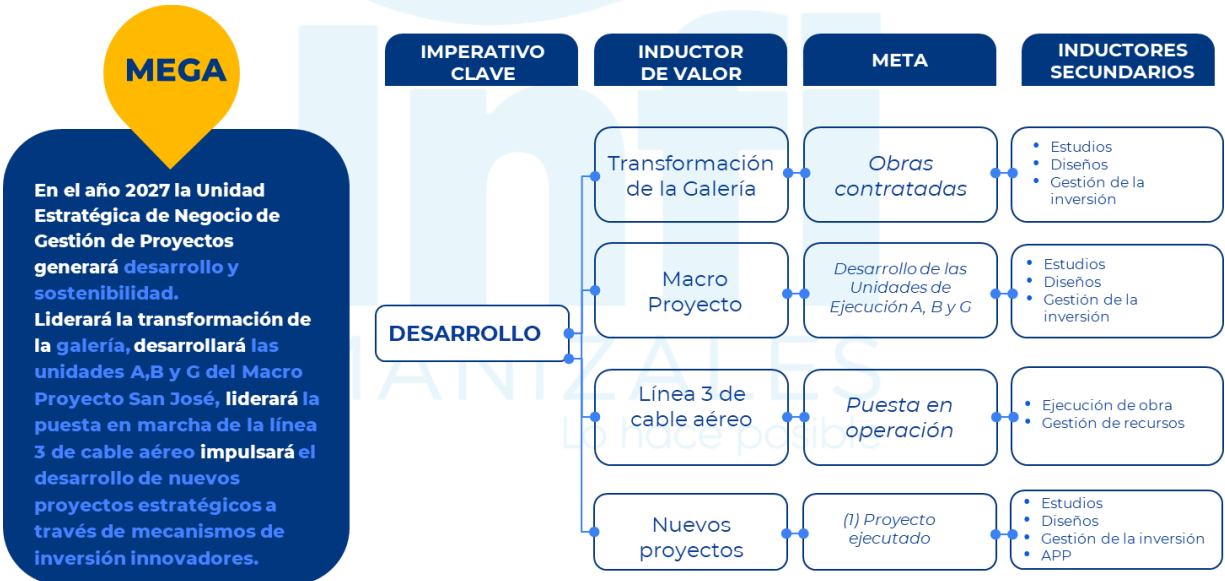 MEGA
En el año 2027 la Unidad
Estratégica de Negocio de
Gestión de Proyectos
generará desarrollo y
sostenibilidad.
Liderará la transformación de
la galería, desarrollará las
unidades A,B y G del Macro
Proyecto San José, liderará la
puesta en marcha de la línea
3 de cable aéreo impulsará el
desarrollo de nuevos
proyectos estratégicos a
través de mecanismos de
inversión innovadores.
IMPERATIVO
CLAVE
INDUCTOR
DE VALOR
META
INDUCTORES
SECUNDARIOS
DESARROLLO
Transformación
de la Galería
Obras
contratadas
• Estudios
• Diseños
• Gestión de la
inversión
Macro
Proyecto
Desarrollo de las
Unidades de
Ejecución A, B y G
• Estudios
• Diseños
• Gestión de la
inversión
Línea 3 de
cable aéreo
Puesta en
operación
• Ejecución de obra
• Gestión de recursos
Nuevos
proyectos
(1) Proyecto
ejecutado
• Estudios
• Diseños
• Gestión de la inversión
• APP
Infi
MANIZALES
Lo hace posible